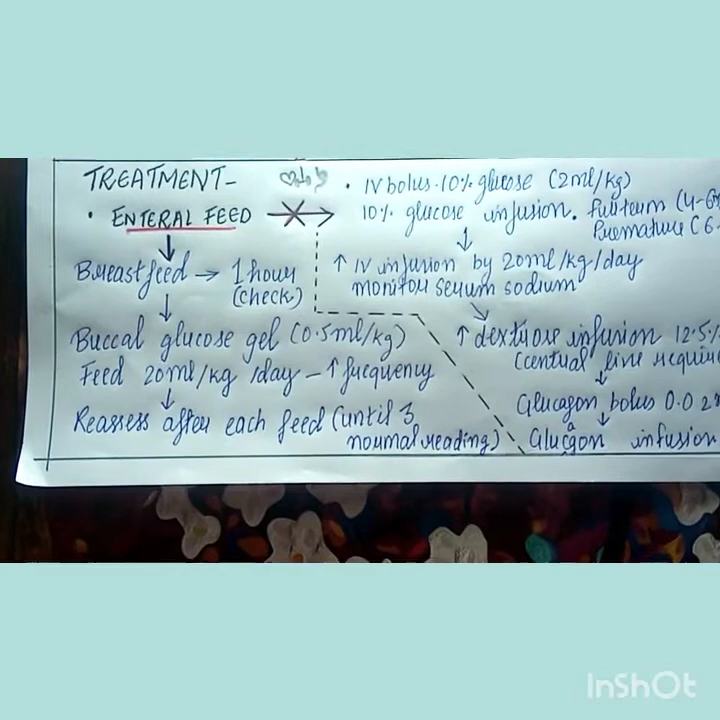 TREATMENT-
• ENTERAL FEED
Breastfeed → 1 hour
(check)
Buccal glucose gel (0.5ml/kg)
Feed 20ml/kg /day - ↑ frequency
Reassess after each feed (until 3
normal reading)
• IV bolus. 10% glucose (2ml/kg)
10% glucose infusion. Fullterm (4-6
Premature (6-
↑ IV infusion by 20ml/kg/day
monitor serum sodium
↑ dextrose infusion 12.5%
(central line require
Glucagon bolus 0.02
Glucagon infusion
InShOt